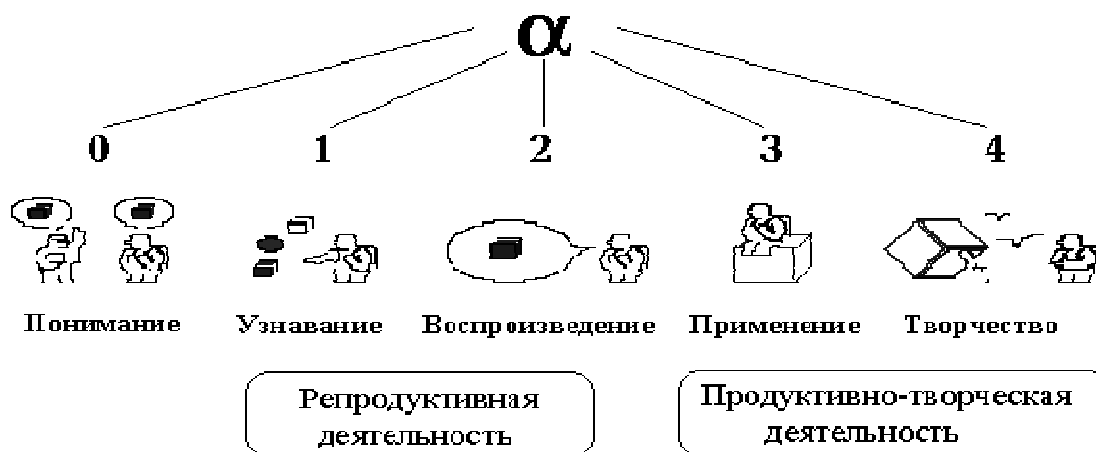 α
0 1 2 3 4
Понимание Узнавание Воспроизведение Применение Творчество
Репродуктивная
деятельность
Продуктивно-творческая
деятельность